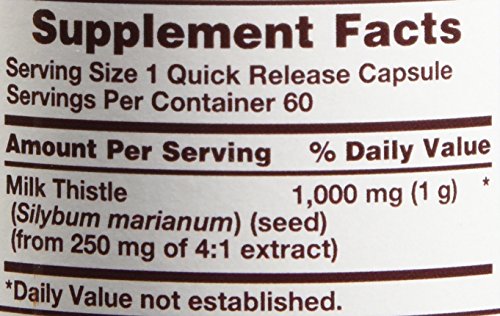 Supplement Facts
Serving Size 1 Quick Release Capsule
Servings Per Container 60
Amount Per Serving % Daily Value
Milk Thistle 1,000 mg (1 g) *
(Silybum marianum) (seed)
(from 250 mg of 4:1 extract)
*Daily Value not established.